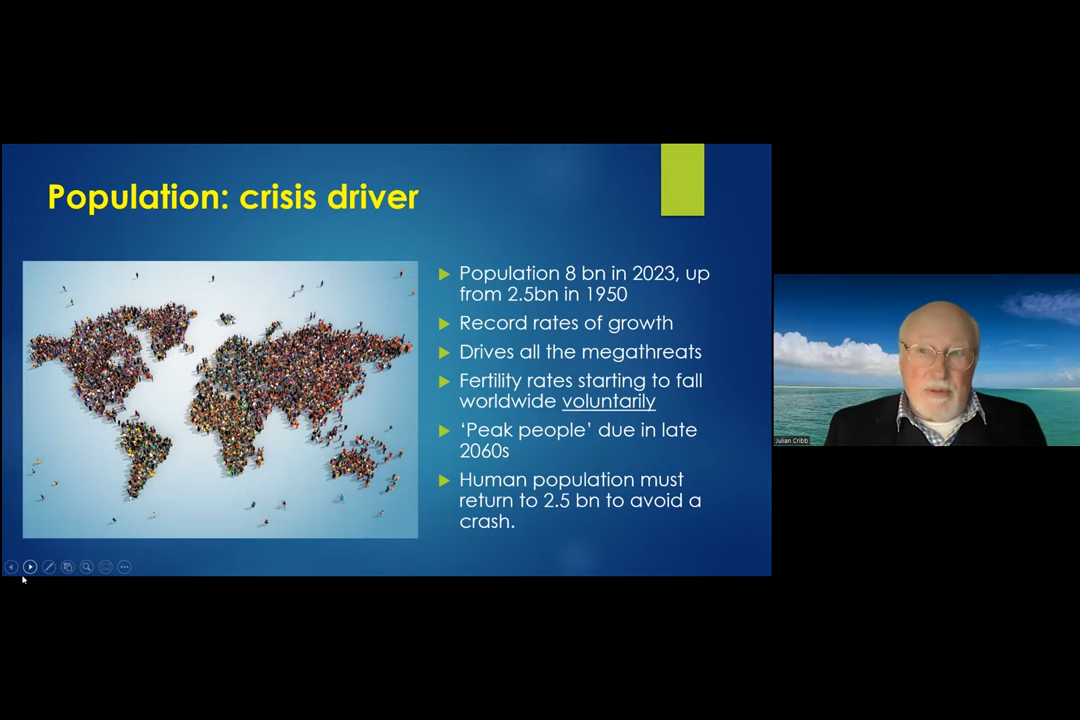 Population: crisis driver
Population 8 bn in 2023, up
from 2.5bn in 1950
Record rates of growth
Drives all the megathreats
Fertility rates starting to fall
worldwide voluntarily
‘Peak people’ due in late
2060s
Human population must
return to 2.5 bn to avoid a
crash.
Julian Cribb